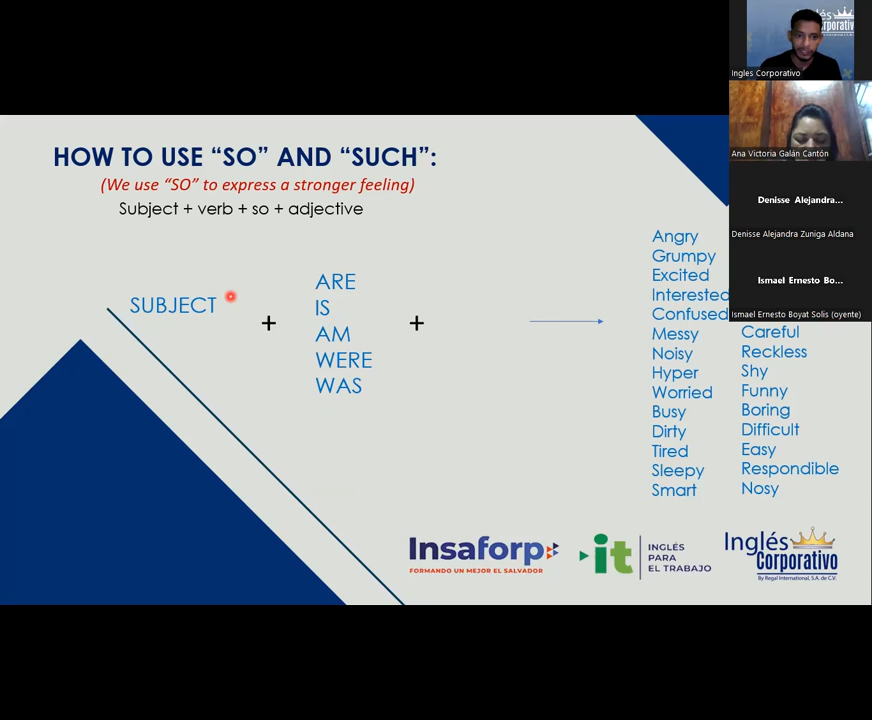 HOW TO USE “SO” AND “SUCH”:
(We use “SO” to express a stronger feeling)
Subject + verb + so + adjective
SUBJECT
+
ARE
IS
AM
WERE
WAS
+
Angry
Grumpy
Excited
Interested
Confused
Messy
Noisy
Hyper
Worried
Busy
Dirty
Tired
Sleepy
Smart
Careful
Reckless
Shy
Funny
Boring
Difficult
Easy
Respondible
Nosy
Insaforp
FORMANDO UN MEJOR EL SALVADOR
it
INGLÉS
PARA
EL TRABAJO
Inglés
Corporativo
By Regal International, S.A. de C.V.
Ingles Corporativo
Ana Victoria Galán Cantón
Denisse Alejandra...
Denisse Alejandra Zuniga Aldana
Ismael Ernesto Bo...
Ismael Ernesto Boyat Solis (oyente)